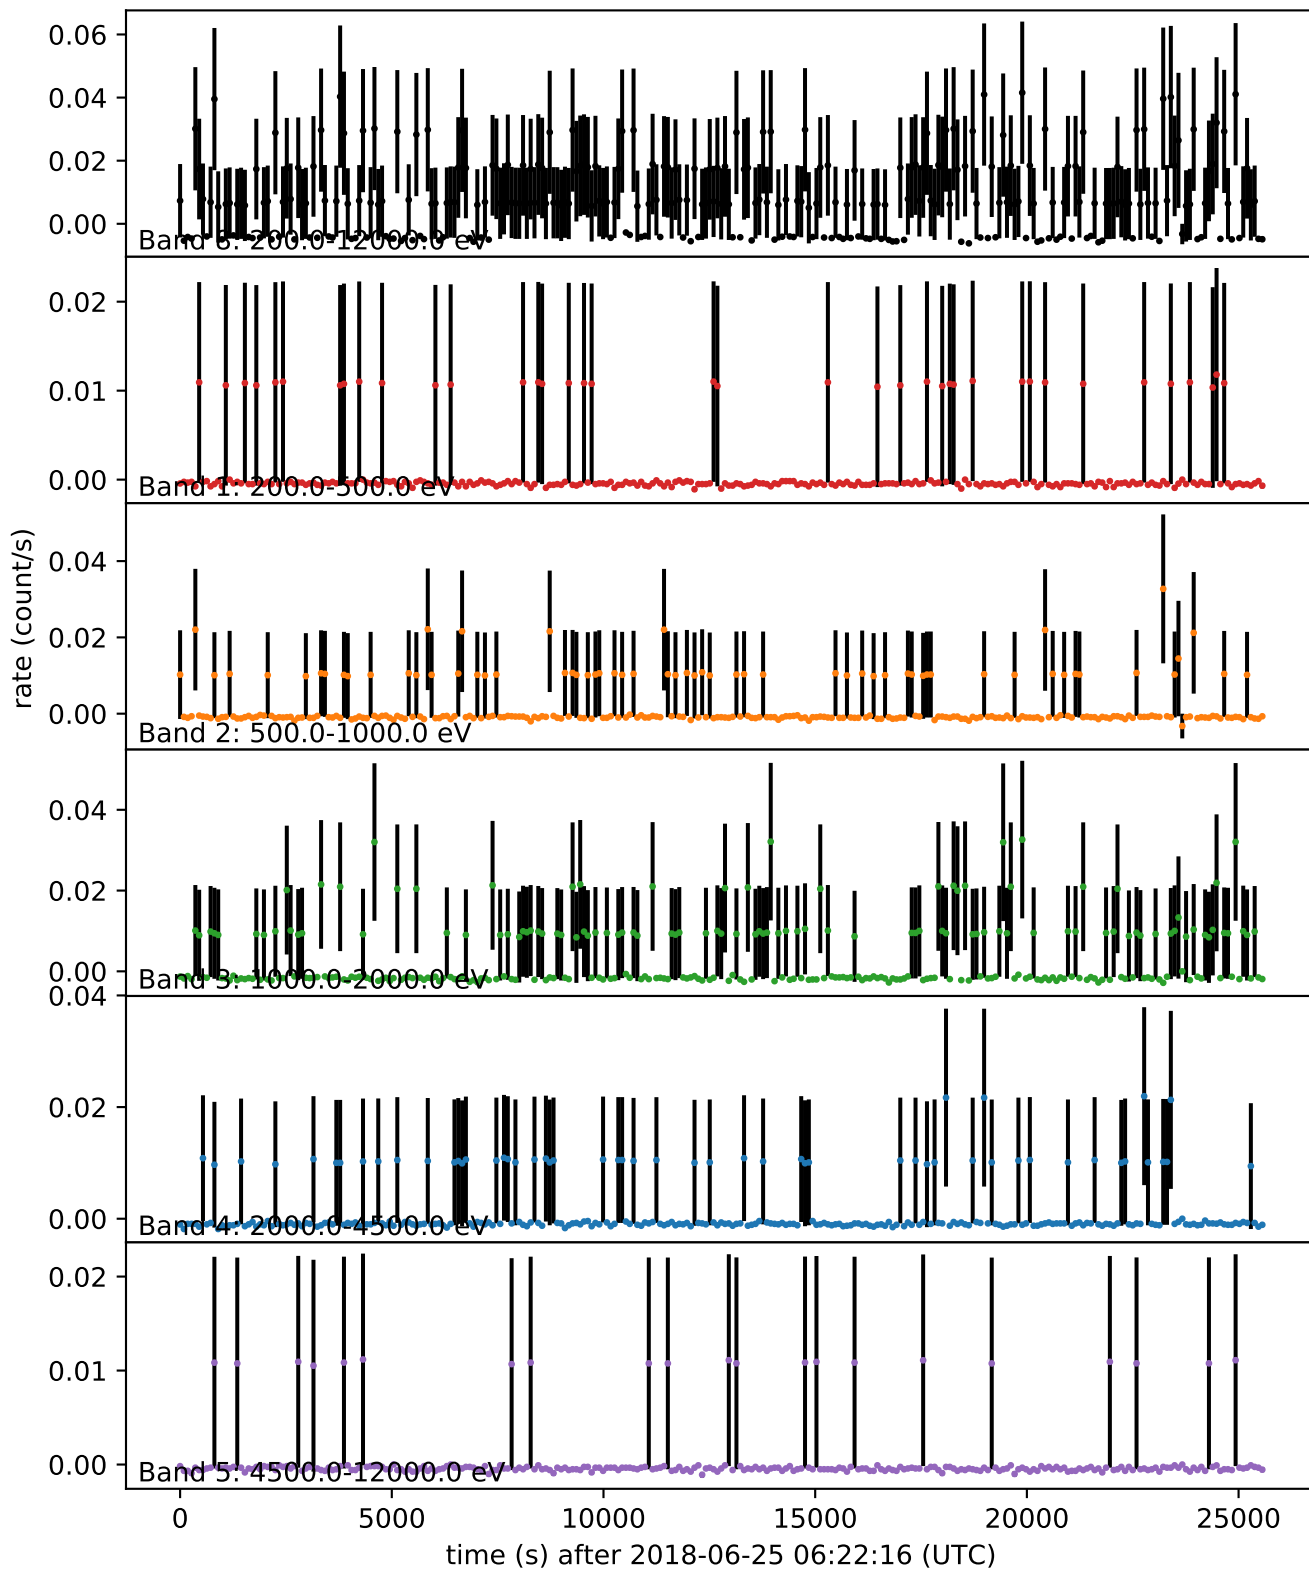 0.06
0.04
0.02
0.00
Band 8: 200.0-12000.0 eV
0.02
0.01
0.00
Band 1: 200.0-500.0 eV
rate (count/s)
0.04
0.02
0.00
Band 2: 500.0-1000.0 eV
0.04
0.02
0.00
Band 3: 1000.0-2000.0 eV
0.04
0.02
0.00
Band 4: 2000.0-4500.0 eV
0.02
0.01
0.00
Band 5: 4500.0-12000.0 eV
0 5000 10000 15000 20000 25000
time (s) after 2018-06-25 06:22:16 (UTC)